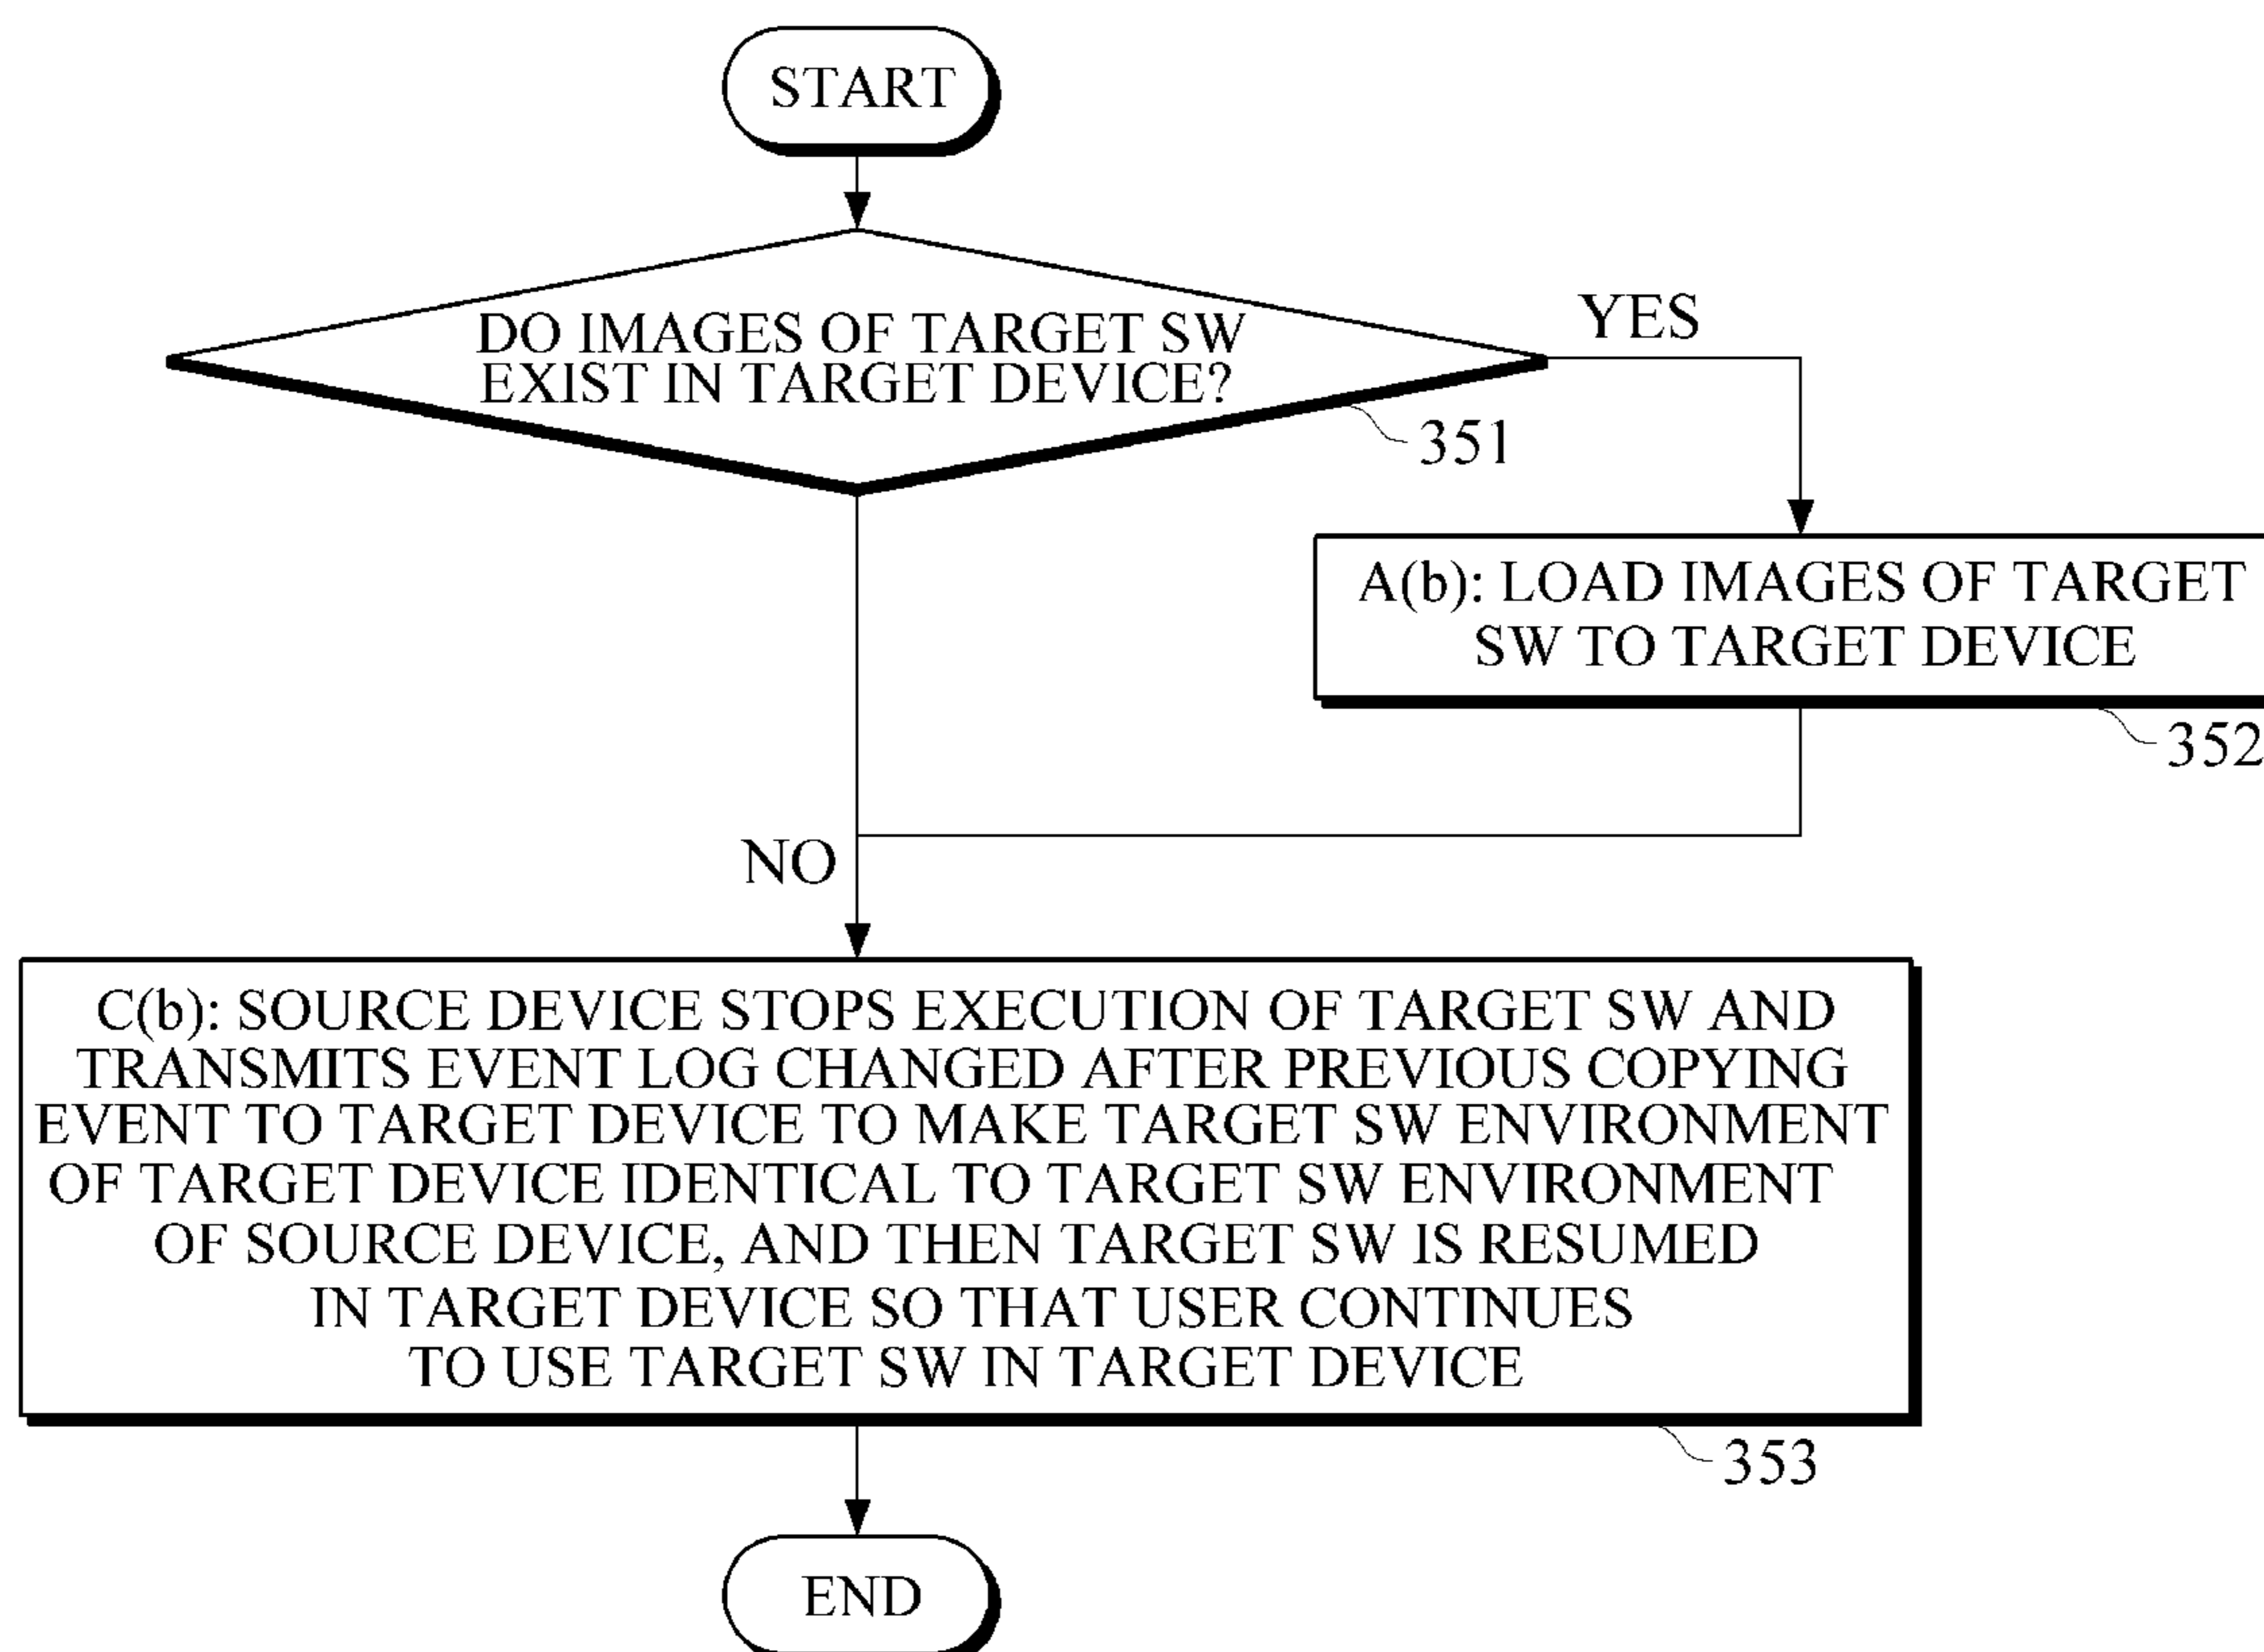 START
DO IMAGES OF TARGET SW
EXIST IN TARGET DEVICE?
YES
351
A(b): LOAD IMAGES OF TARGET
SW TO TARGET DEVICE
352
NO
C(b): SOURCE DEVICE STOPS EXECUTION OF TARGET SW AND
TRANSMITS EVENT LOG CHANGED AFTER PREVIOUS COPYING
EVENT TO TARGET DEVICE TO MAKE TARGET SW ENVIRONMENT
OF TARGET DEVICE IDENTICAL TO TARGET SW ENVIRONMENT
OF SOURCE DEVICE, AND THEN TARGET SW IS RESUMED
IN TARGET DEVICE SO THAT USER CONTINUES
TO USE TARGET SW IN TARGET DEVICE
353
END